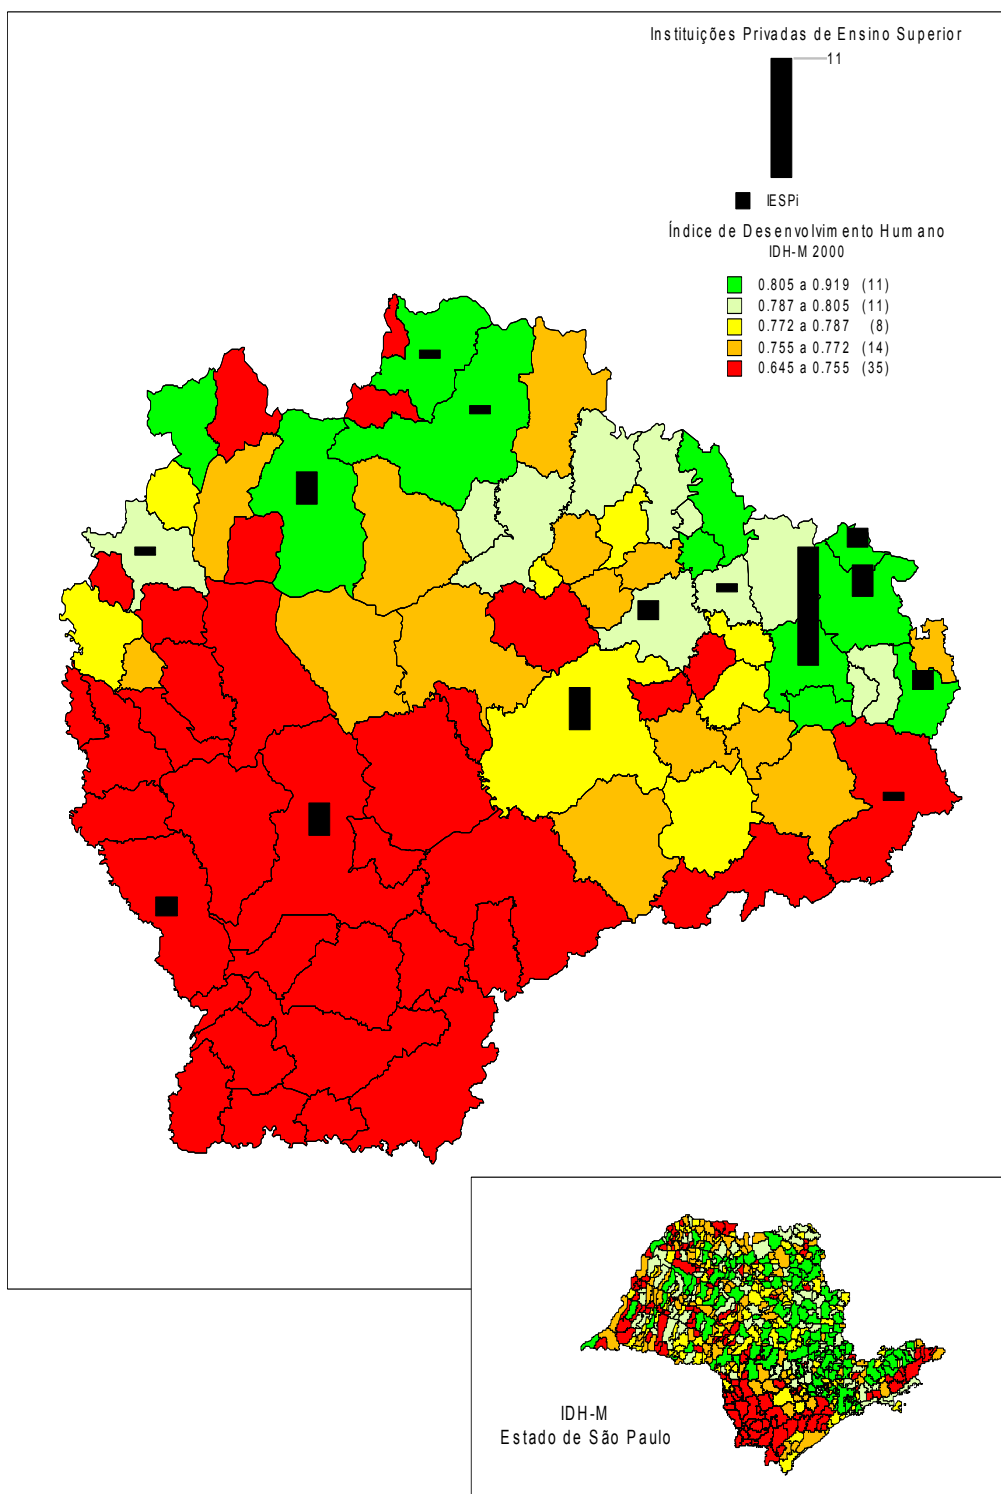 Instituições Privadas de Ensino Superior
11
IESPi
Índice de Desenvolvimento Humano
IDH-M 2000
0.805 a 0.919 (11)
0.787 a 0.805 (11)
0.772 a 0.787 (8)
0.755 a 0.772 (14)
0.645 a 0.755 (35)
IDH-M
Estado de São Paulo